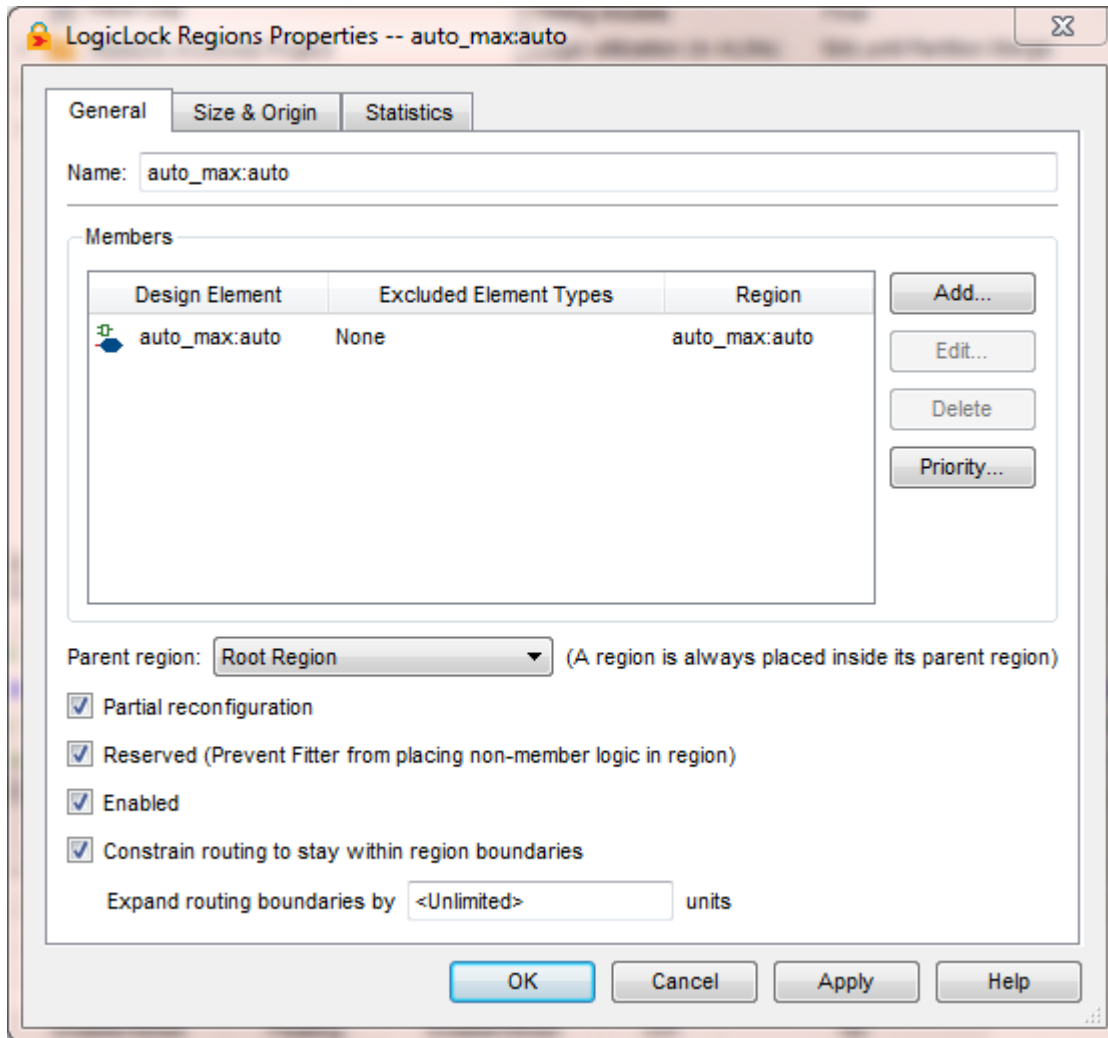 LogicLock Regions Properties -- auto_max:auto
General Size & Origin Statistics
Name: auto_max:auto
Members
Design Element Excluded Element Types Region
auto_max:auto None auto_max:auto
Add...
Edit...
Delete
Priority...
Parent region: Root Region (A region is always placed inside its parent region)
Partial reconfiguration
Reserved (Prevent Fitter from placing non-member logic in region)
Enabled
Constrain routing to stay within region boundaries
Expand routing boundaries by <Unlimited> units
OK Cancel Apply Help